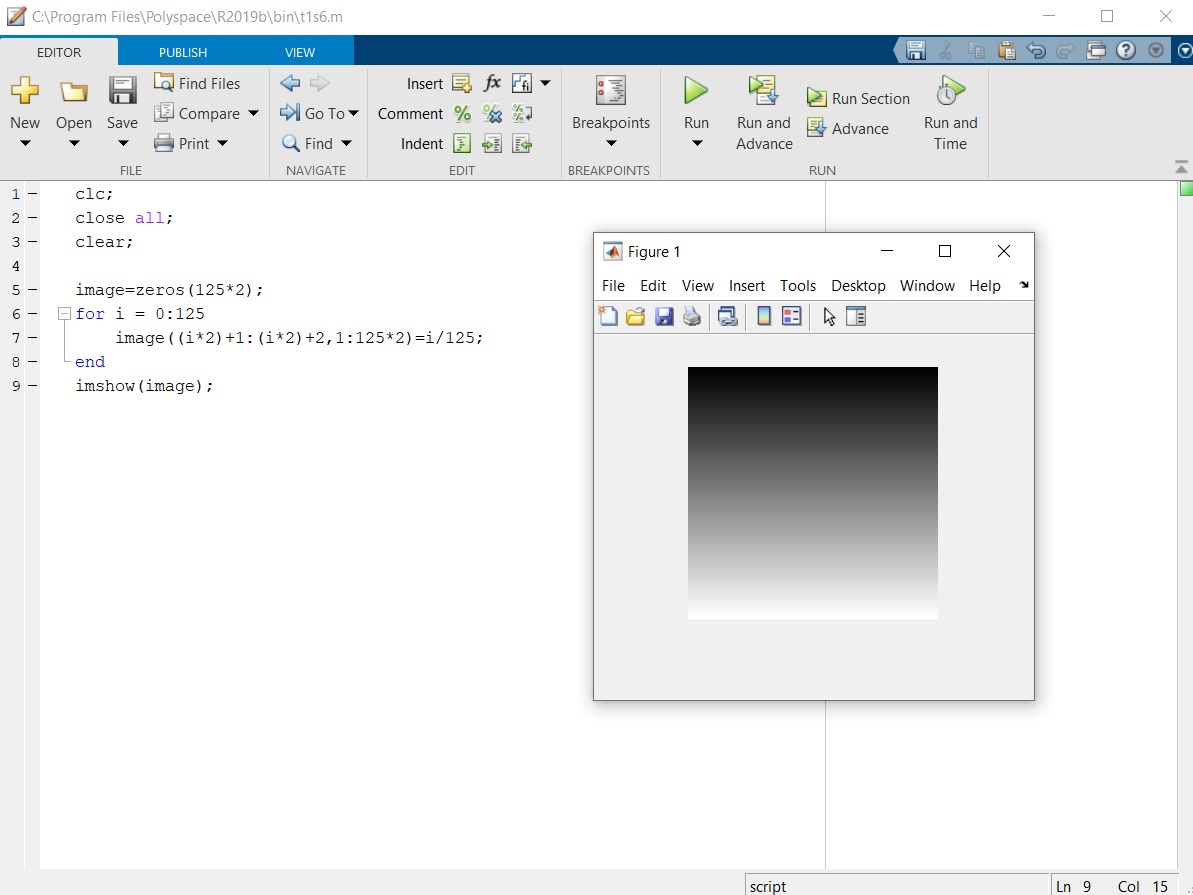 C:\Program Files\Polyspace\R2019b\bin\t1s6.m
EDITOR PUBLISH VIEW
New Open Save Find Files Compare Print
FILE
Go To Find
NAVIGATE
Insert fx fi
Comment % % %
Indent
EDIT
Breakpoints
BREAKPOINTS
Run Run and Advance Run Section Advance Run and Time
RUN
1 – clc;
2 – close all;
3 – clear;
4
5 – image=zeros(125*2);
6 – for i = 0:125
7 – image((i*2)+1:(i*2)+2,1:125*2)=i/125;
8 – end
9 – imshow(image);
Figure 1
File Edit View Insert Tools Desktop Window Help
script Ln 9 Col 15